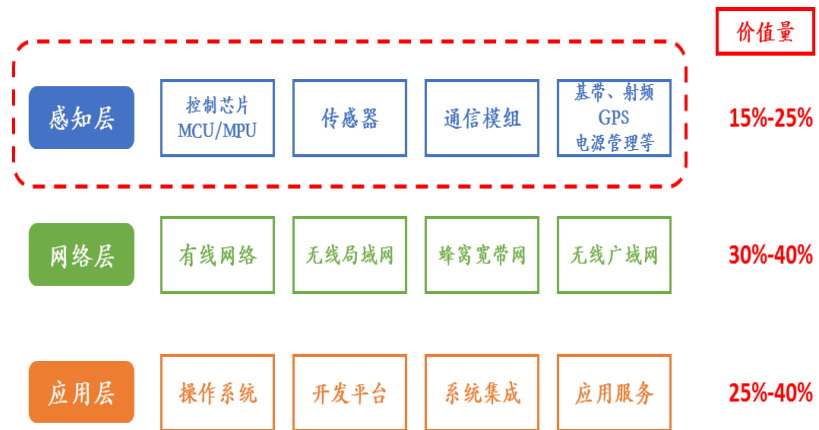 价值量
感知层
控制芯片
MCU/MPU
传感器
通信模组
基带、射频
GPS
电源管理等
15%-25%
网络层
有线网络
无线局域网
蜂窝宽带网
无线广域网
30%-40%
应用层
操作系统
开发平台
系统集成
应用服务
25%-40%